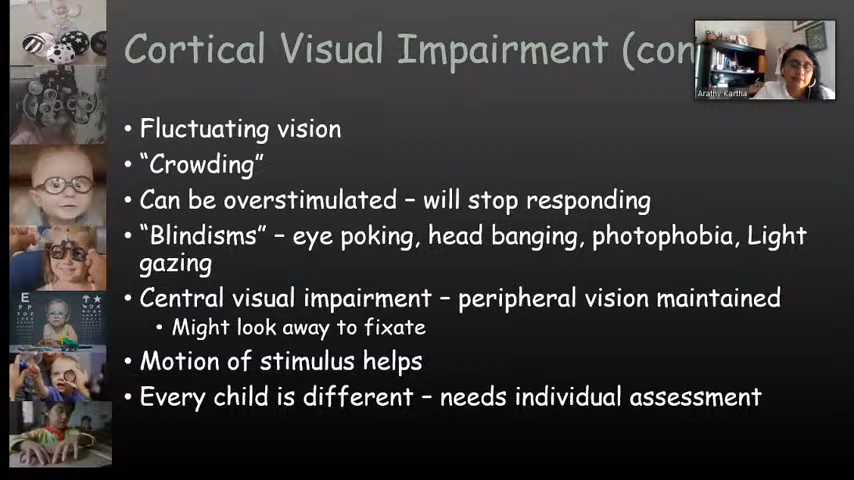 Cortical Visual Impairment (con
Arathy Kartha
• Fluctuating vision
• “Crowding”
• Can be overstimulated – will stop responding
• “Blindisms” – eye poking, head banging, photophobia, Light
gazing
• Central visual impairment – peripheral vision maintained
• Might look away to fixate
• Motion of stimulus helps
• Every child is different – needs individual assessment